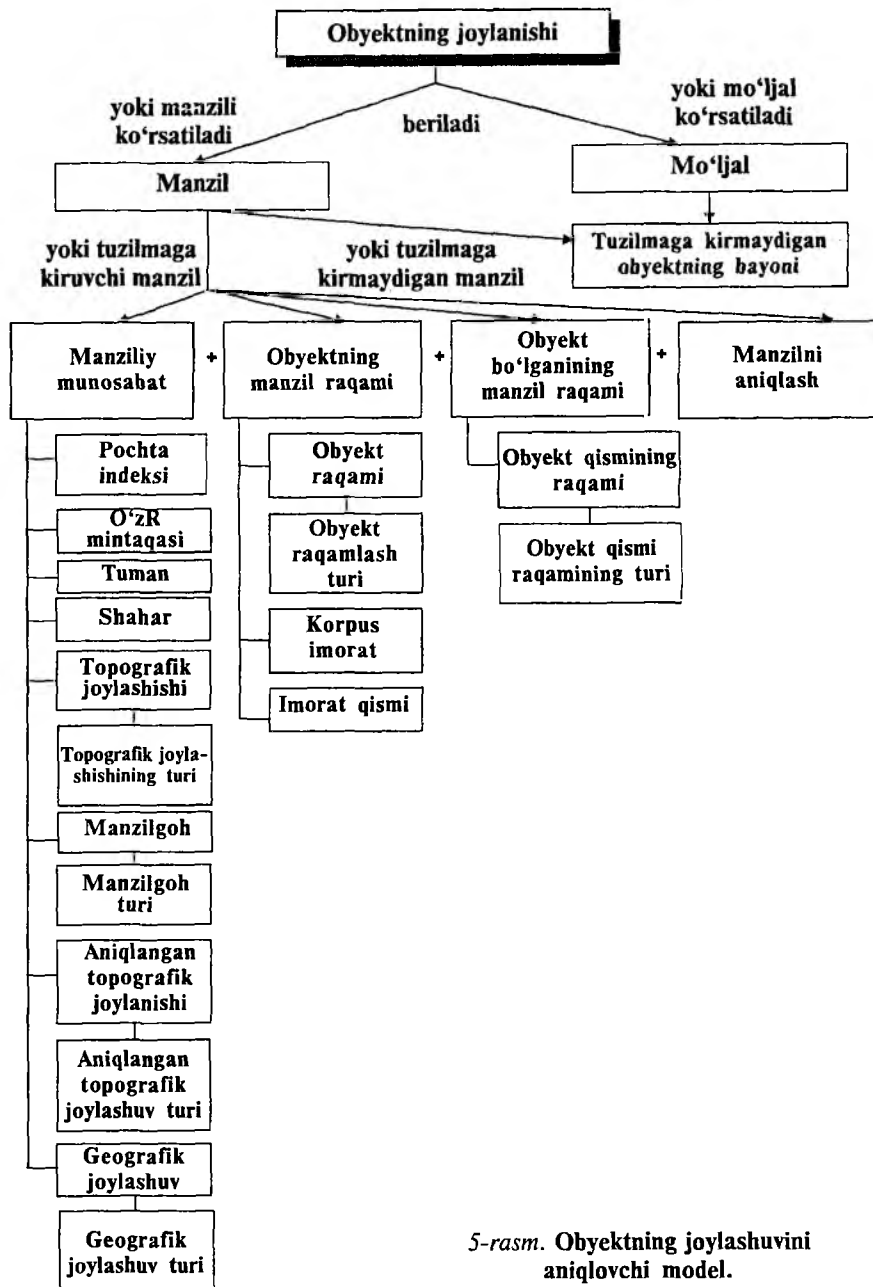 Obyektning joylanishi
yoki manzili
ko‘rsatiladi
beriladi
yoki mo‘ljal
ko‘rsatiladi
Manzil
Mo‘ljal
yoki tuzilmaga
kiruvchi manzil
yoki tuzilmaga
kirmaydigan manzil
Tuzilmaga kirmaydigan
obyektning bayoni
Manziliy
munosabat
+
Obyektning
manzil raqami
+
Obyekt
bo‘lganining
manzil raqami
+
Manzilni
aniqlash
Pochta
indeksi
O‘zR
mintaqasi
Tuman
Shahar
Topografik
joylashishi
Topografik joyla-
shishining turi
Manzilgoh
Manzilgoh
turi
Aniqlangan
topografik
joylanishi
Aniqlangan
topografik
joylashuv turi
Geografik
joylashuv
Geografik
joylashuv turi
Obyekt
raqami
Obyekt
raqamlash
turi
Korpus
imorat
Imorat qismi
Obyekt qismining
raqami
Obyekt qismi
raqamining turi
5-rasm. Obyektning joylashuvini
aniqlovchi model.